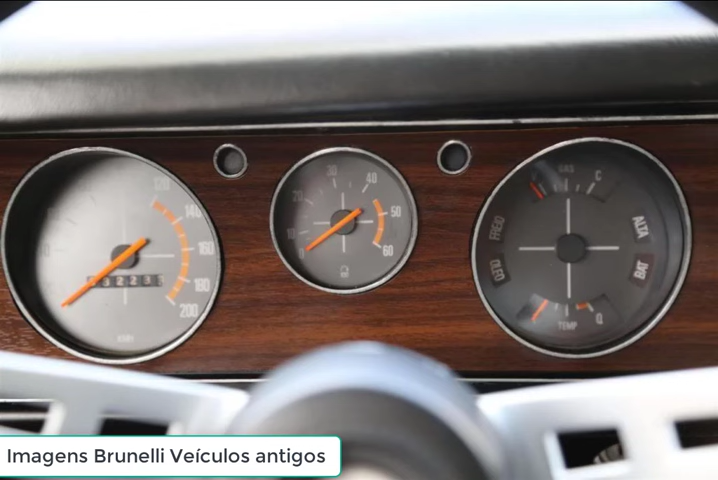 120
140
160
180
200
KM/H
0
10
20
30
40
50
60
GAS
C
FREIO
ALTA
ÓLEO
BAT
TEMP
Q
Imagens Brunelli Veículos antigos